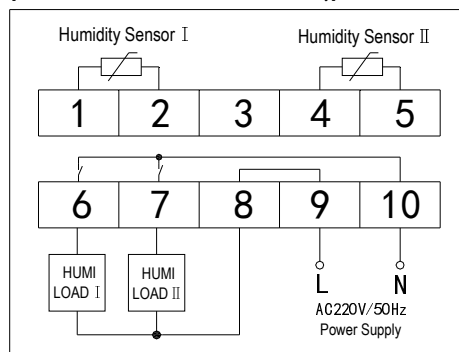 Humidity Sensor Ⅰ Humidity Sensor Ⅱ
1 2 3 4 5
6 7 8 9 10
HUMI
LOAD Ⅰ
HUMI
LOAD Ⅱ
L N
AC220V/50Hz
Power Supply